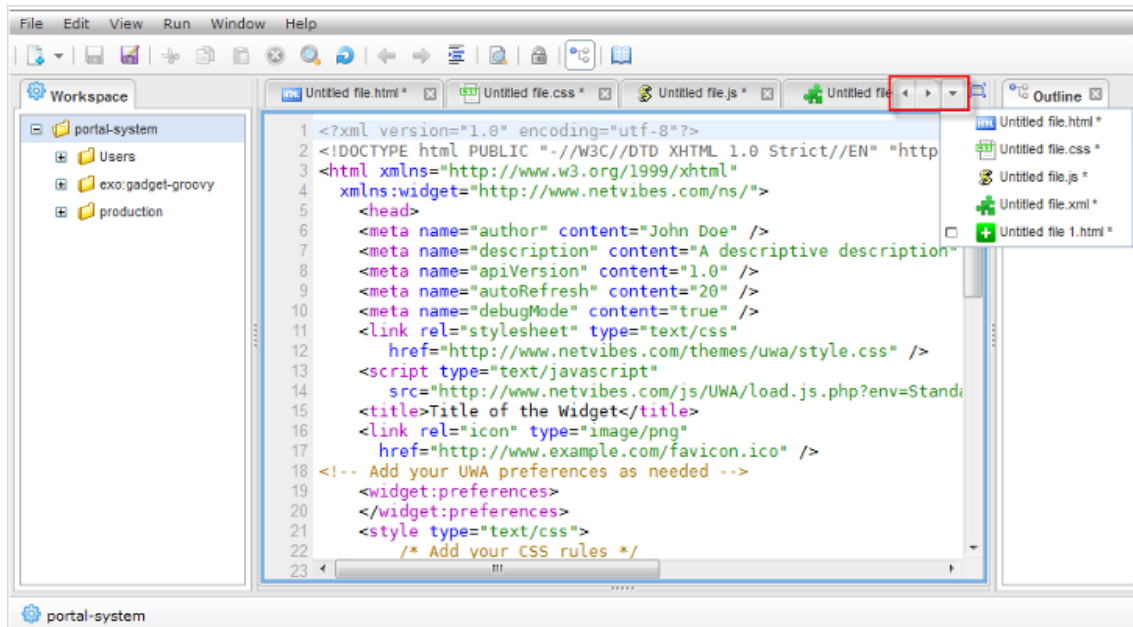 File Edit View Run Window Help
Workspace
portal-system
Users
exo:gadget-groovy
production
Untitled file.html *
Untitled file.css *
Untitled file.js *
Untitled file
Outline
Untitled file.html *
Untitled file.css *
Untitled file.js *
Untitled file.xml *
Untitled file 1.html *
1 <?xml version="1.0" encoding="utf-8"?>
2 <!DOCTYPE html PUBLIC "-//W3C//DTD XHTML 1.0 Strict//EN" "http
3 <html xmlns="http://www.w3.org/1999/xhtml"
4 xmlns:widget="http://www.netvibes.com/ns/">
5 <head>
6 <meta name="author" content="John Doe" />
7 <meta name="description" content="A descriptive description"
8 <meta name="apiVersion" content="1.0" />
9 <meta name="autoRefresh" content="20" />
10 <meta name="debugMode" content="true" />
11 <link rel="stylesheet" type="text/css"
12 href="http://www.netvibes.com/themes/uwa/style.css" />
13 <script type="text/javascript"
14 src="http://www.netvibes.com/js/UWA/load.js.php?env=Standa
15 <title>Title of the Widget</title>
16 <link rel="icon" type="image/png"
17 href="http://www.example.com/favicon.ico" />
18 <!-- Add your UWA preferences as needed -->
19 <widget:preferences>
20 </widget:preferences>
21 <style type="text/css">
22 /* Add your CSS rules */
23
portal-system